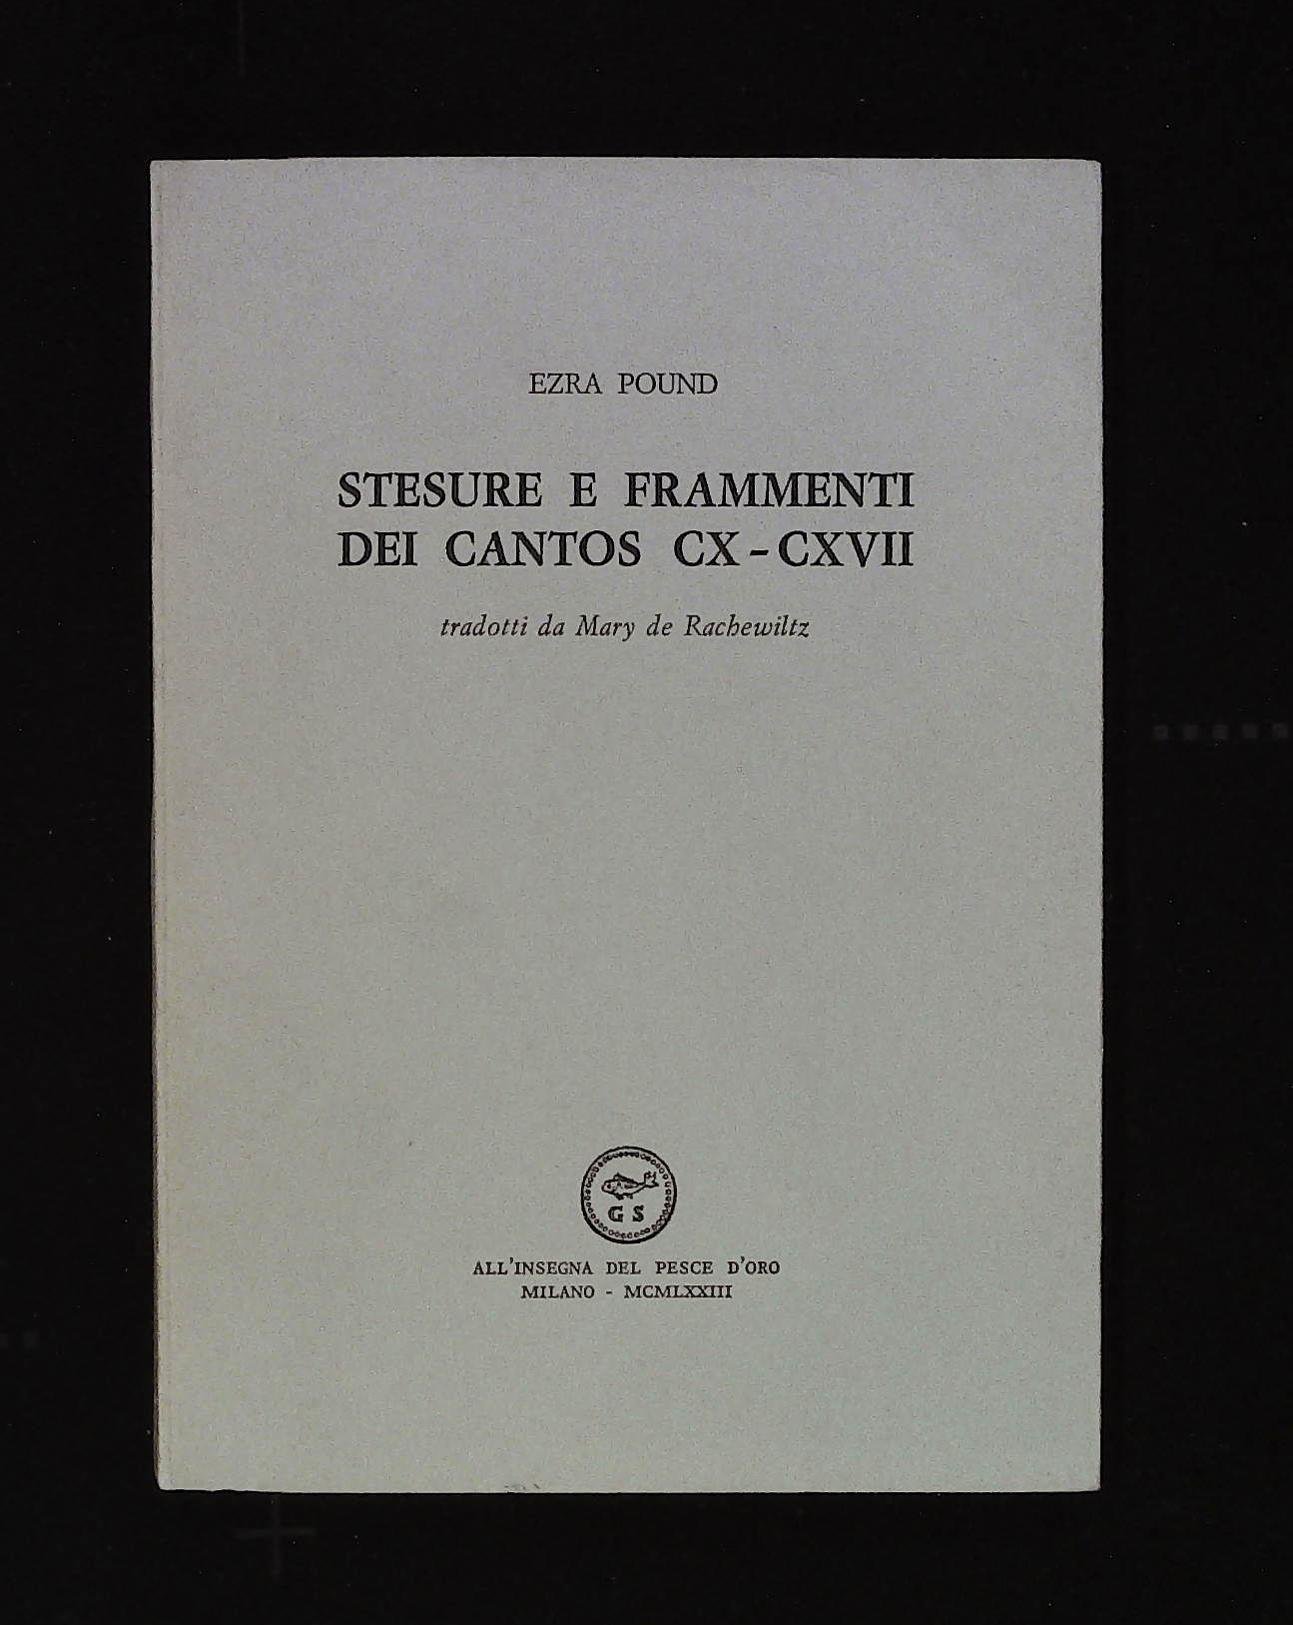 EZRA POUND
STESURE E FRAMMENTI
DEI CANTOS CX-CXVII
tradotti da Mary de Rachewiltz
G S
ALL'INSEGNA DEL PESCE D'ORO
MILANO - MCMLXXIII